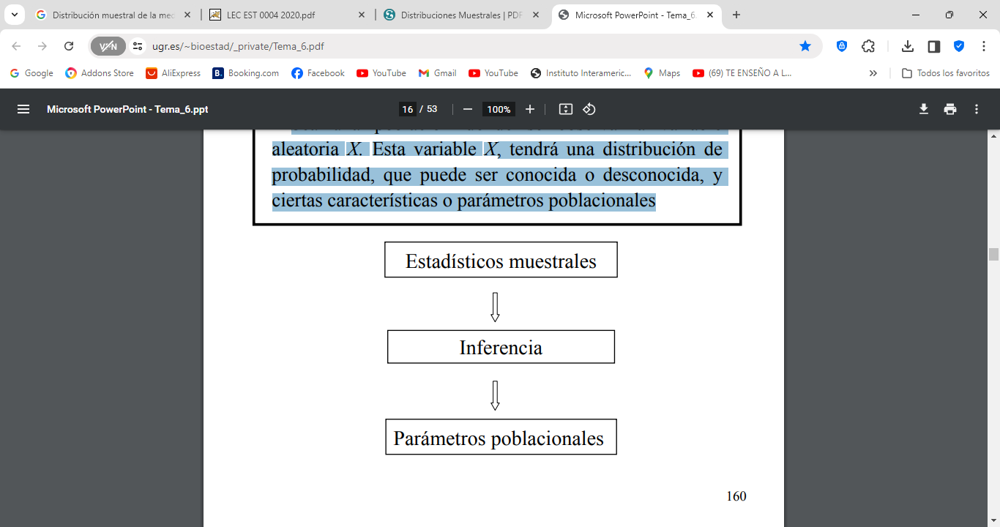 Distribución muestral de la med
LEC EST 0004 2020.pdf
Distribuciones Muestrales | PDF
Microsoft PowerPoint - Tema_6.
VPN
ugr.es/~bioestad/_private/Tema_6.pdf
Google
Addons Store
AliExpress
B.
Booking.com
Facebook
YouTube
Gmail
YouTube
Instituto Interameric...
Maps
(69) TE ENSEÑO A L...
Todos los favoritos
Microsoft PowerPoint - Tema_6.ppt
16 / 53
100%
aleatoria X. Esta variable X, tendrá una distribución de
probabilidad, que puede ser conocida o desconocida, y
ciertas características o parámetros poblacionales
Estadísticos muestrales
Inferencia
Parámetros poblacionales
160